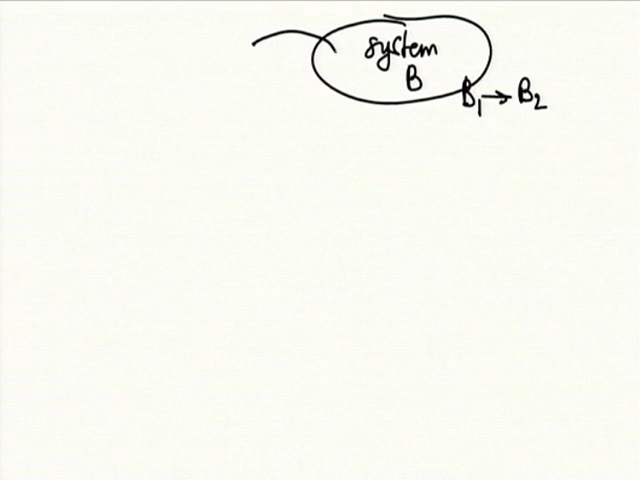 system
B
B₁ → B₂